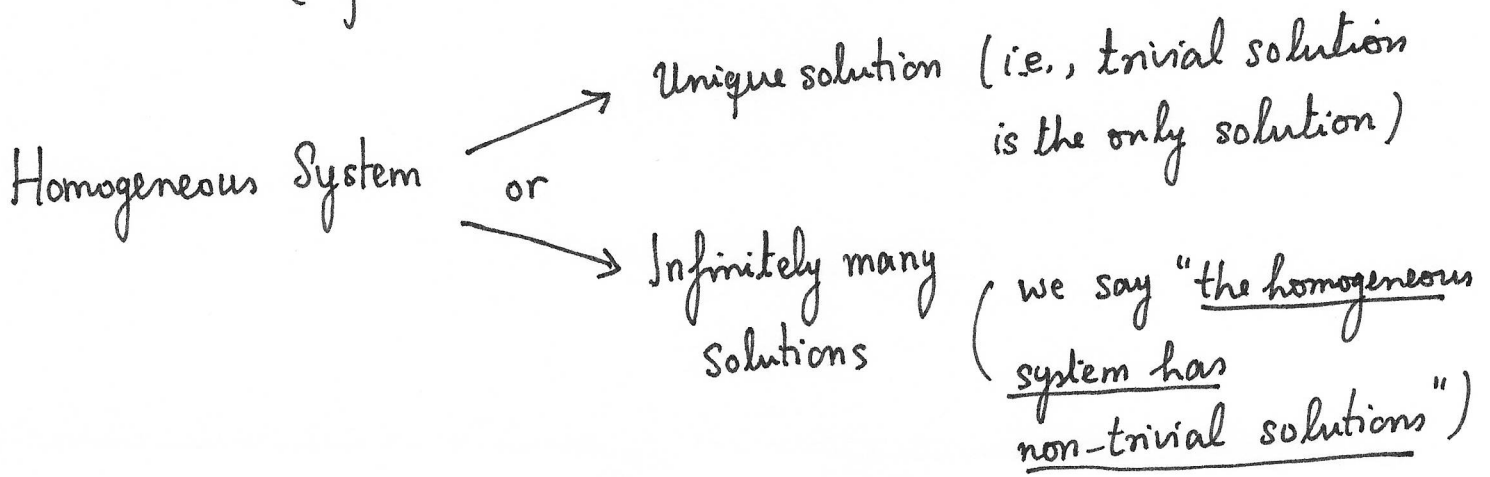 Unique solution (i.e., trivial solution
is the only solution)
Homogeneous System or
Infinitely many (we say "the homogeneous
solutions system has
non-trivial solutions")